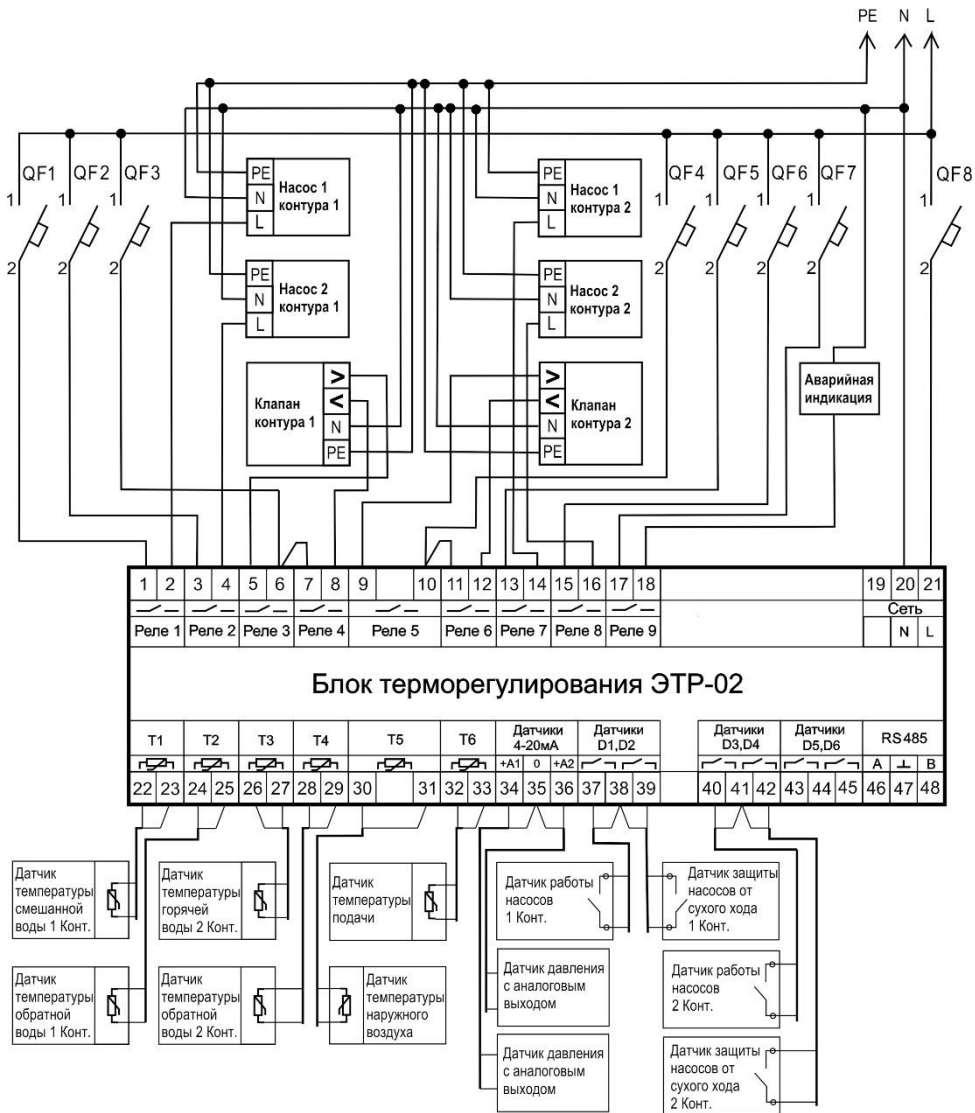 PE N L
QF1 QF2 QF3 QF4 QF5 QF6 QF7 QF8
1 1 1 1 1 1 1 1
2 2 2 2 2 2 2 2
PE
N
L
Насос 1
контура 1
PE
N
L
Насос 1
контура 2
PE
N
L
Насос 2
контура 1
PE
N
L
Насос 2
контура 2
Клапан
контура 1
>
<
N
PE
>
<
N
PE
Клапан
контура 2
Аварийная
индикация
1 2 3 4 5 6 7 8 9 10 11 12 13 14 15 16 17 18 19 20 21
Сеть
Реле 1 Реле 2 Реле 3 Реле 4 Реле 5 Реле 6 Реле 7 Реле 8 Реле 9 N L
Блок терморегулирования ЭТР-02
T1 T2 T3 T4 T5 T6
Датчики
4-20мА
Датчики
D1,D2
Датчики
D3,D4
Датчики
D5,D6
RS485
+A1 0 +A2 A ⊥ B
22 23 24 25 26 27 28 29 30 31 32 33 34 35 36 37 38 39 40 41 42 43 44 45 46 47 48
Датчик
температуры
смешанной
воды 1 Конт.
Датчик
температуры
горячей
воды 2 Конт.
Датчик
температуры
подачи
Датчик работы
насосов
1 Конт.
Датчик защиты
насосов от
сухого хода
1 Конт.
Датчик
температуры
обратной
воды 1 Конт.
Датчик
температуры
обратной
воды 2 Конт.
Датчик
температуры
наружного
воздуха
Датчик давления
с аналоговым
выходом
Датчик работы
насосов
2 Конт.
Датчик давления
с аналоговым
выходом
Датчик защиты
насосов от
сухого хода
2 Конт.